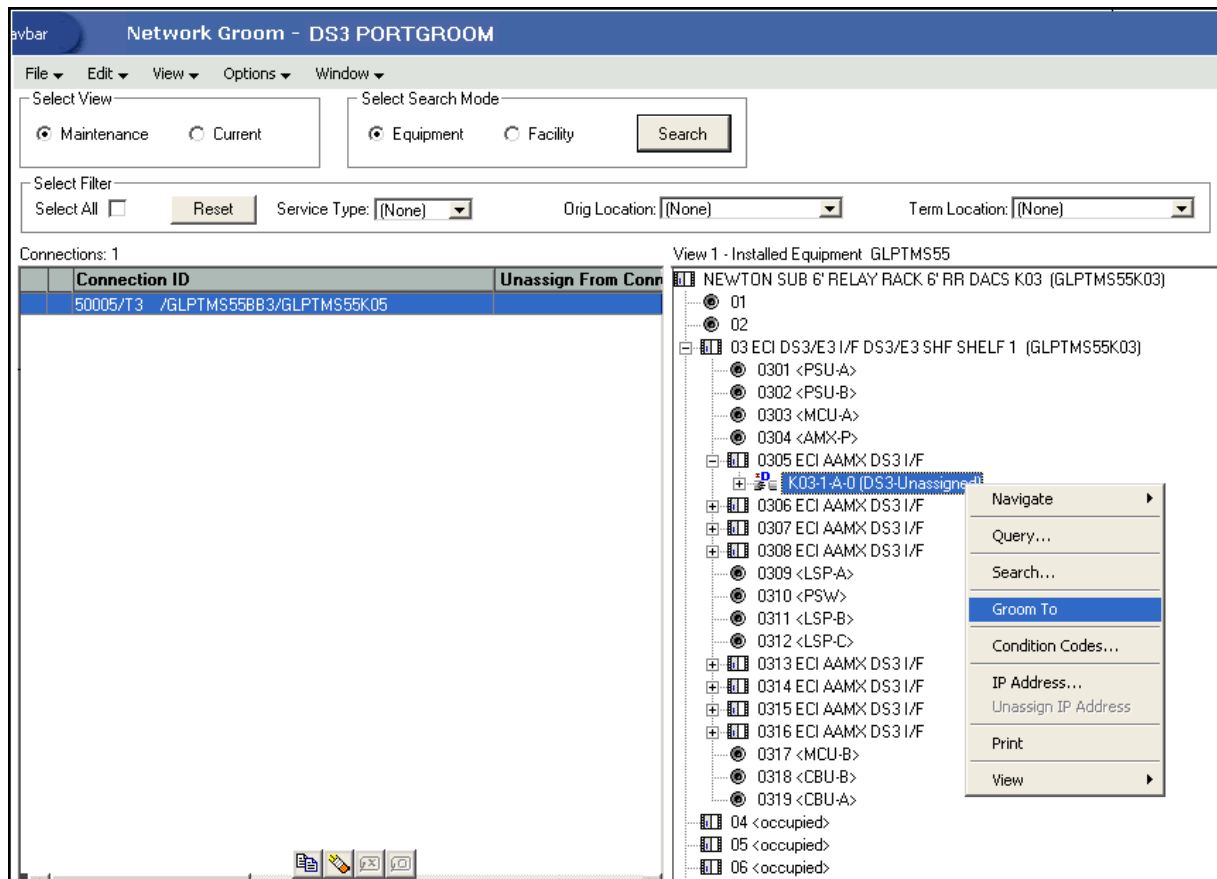 avbar Network Groom - DS3 PORTGROOM
File Edit View Options Window
Select View Select Search Mode
Maintenance Current Equipment Facility Search
Select Filter
Select All Reset Service Type: (None) Orig Location: (None) Term Location: (None)
Connections: 1
Connection ID Unassign From Conn
50005/T3 /GLPTMS55BB3/GLPTMS55K05
View 1 - Installed Equipment GLPTMS55
NEWTON SUB 6' RELAY RACK 6' RR DACS K03 (GLPTMS55K03)
01
02
03 ECI DS3/E3 I/F DS3/E3 SHF SHELF 1 (GLPTMS55K03)
0301 <PSU-A>
0302 <PSU-B>
0303 <MCU-A>
0304 <AMX-P>
0305 ECI AAMX DS3 I/F
K03-1-A-0 (DS3-Unassigned)
0306 ECI AAMX DS3 I/F
0307 ECI AAMX DS3 I/F
0308 ECI AAMX DS3 I/F
0309 <LSP-A>
0310 <PSW>
0311 <LSP-B>
0312 <LSP-C>
0313 ECI AAMX DS3 I/F
0314 ECI AAMX DS3 I/F
0315 ECI AAMX DS3 I/F
0316 ECI AAMX DS3 I/F
0317 <MCU-B>
0318 <CBU-B>
0319 <CBU-A>
04 <occupied>
05 <occupied>
06 <occupied>
Navigate
Query...
Search...
Groom To
Condition Codes...
IP Address...
Unassign IP Address
Print
View